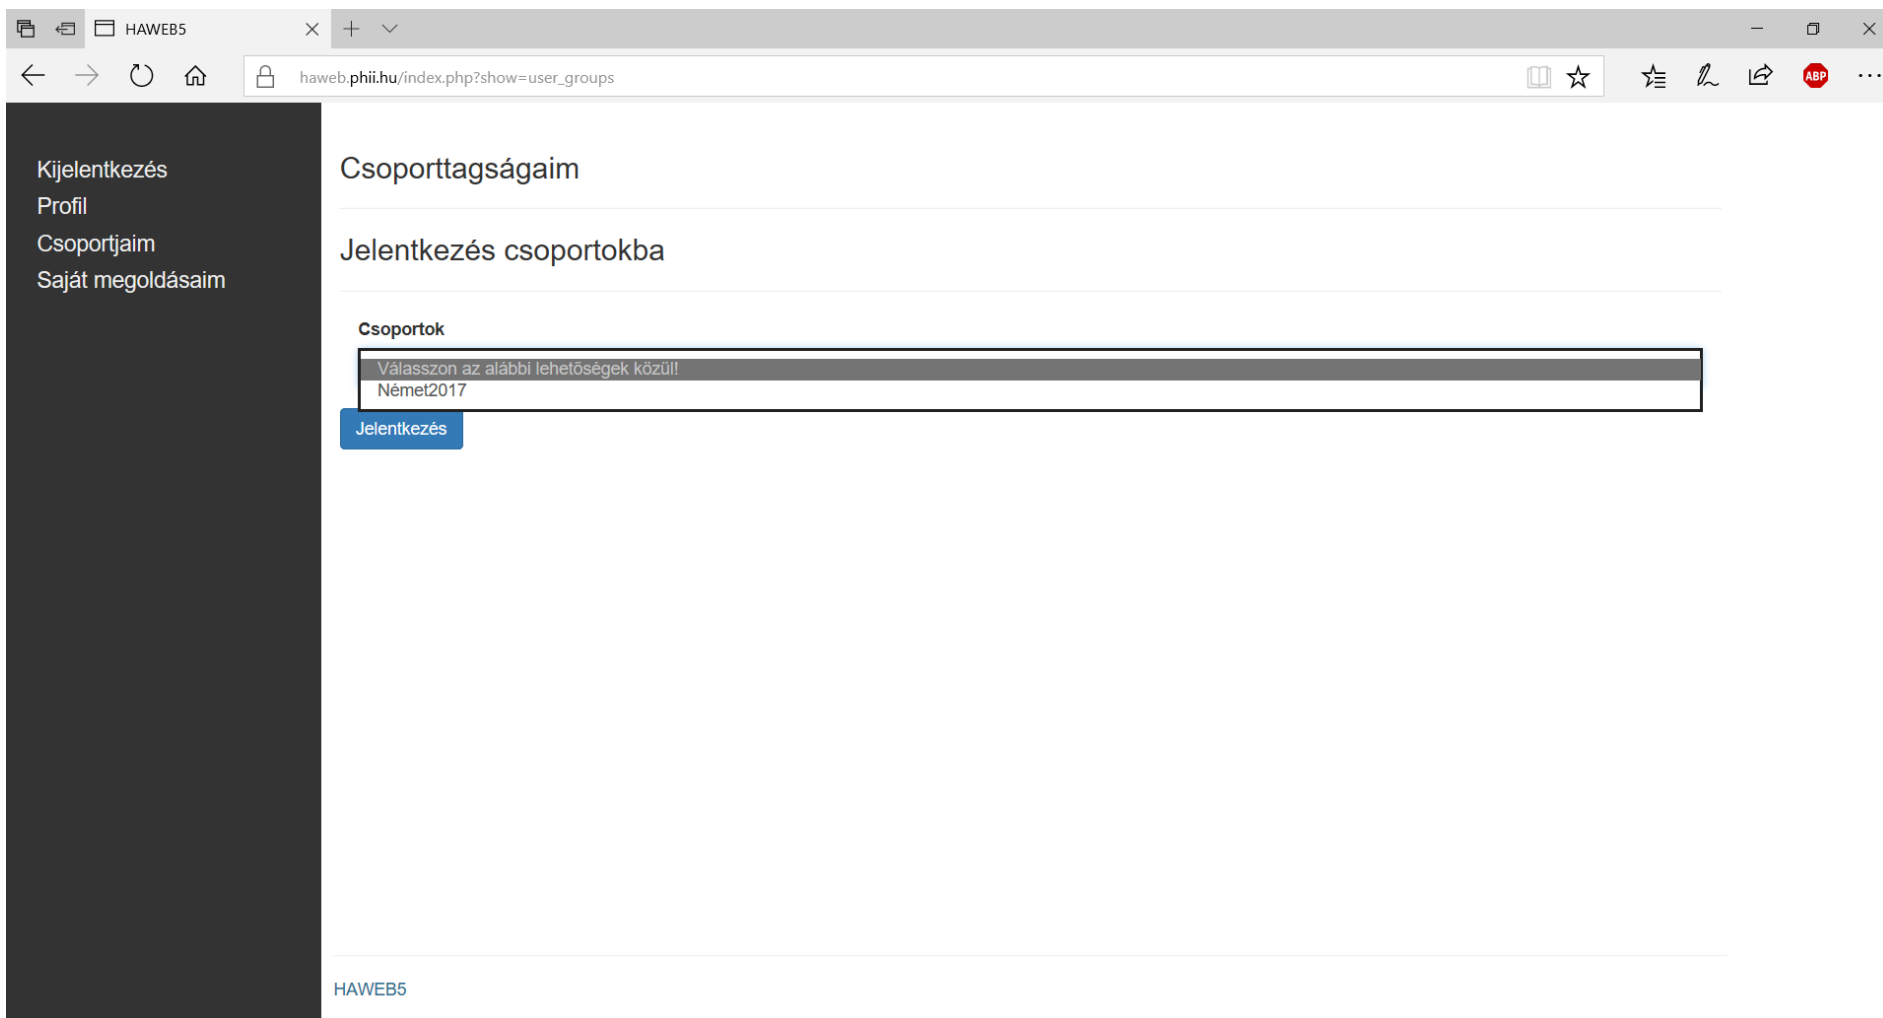 HAWEB5
haweb.phii.hu/index.php?show=user_groups
ABP
Kijelentkezés
Profil
Csoportjaim
Saját megoldásaim
Csoporttagságaim
Jelentkezés csoportokba
Csoportok
Válasszon az alábbi lehetőségek közül!
Német2017
Jelentkezés
HAWEB5